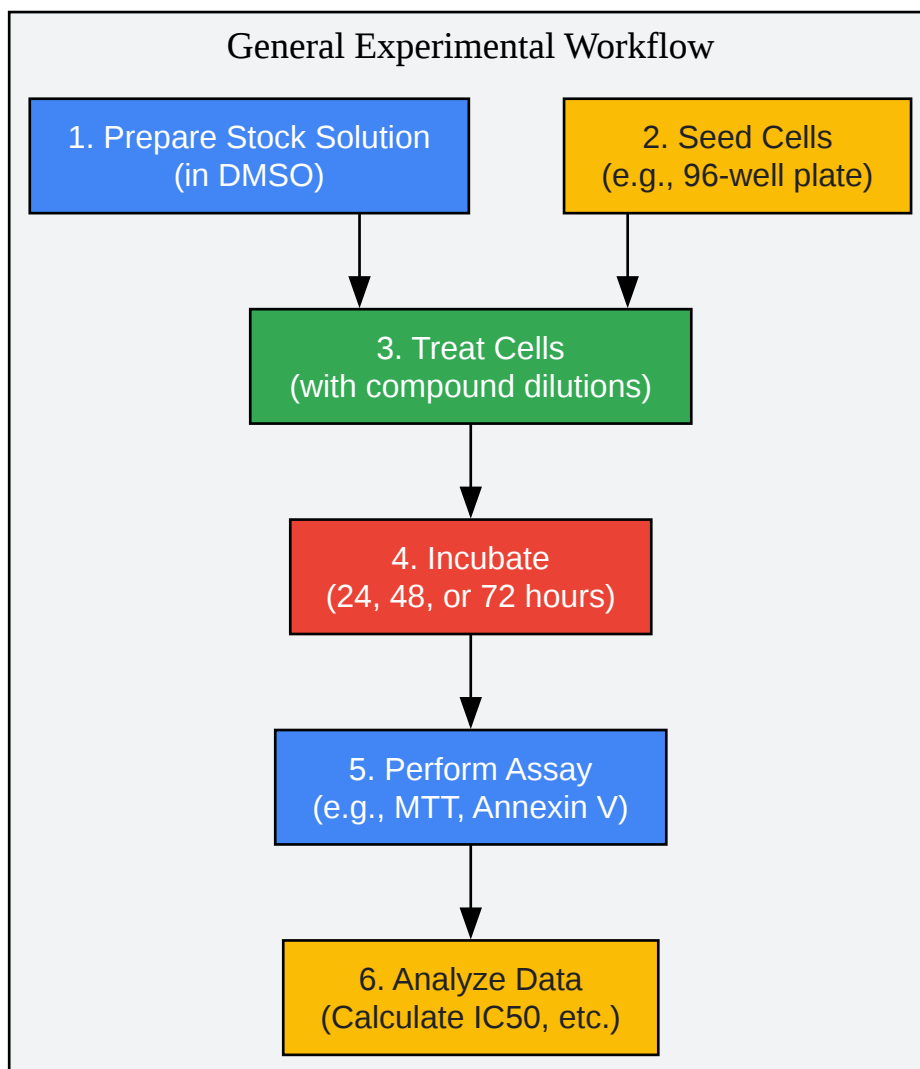 General Experimental Workflow
1. Prepare Stock Solution
(in DMSO)
2. Seed Cells
(e.g., 96-well plate)
3. Treat Cells
(with compound dilutions)
4. Incubate
(24, 48, or 72 hours)
5. Perform Assay
(e.g., MTT, Annexin V)
6. Analyze Data
(Calculate IC50, etc.)